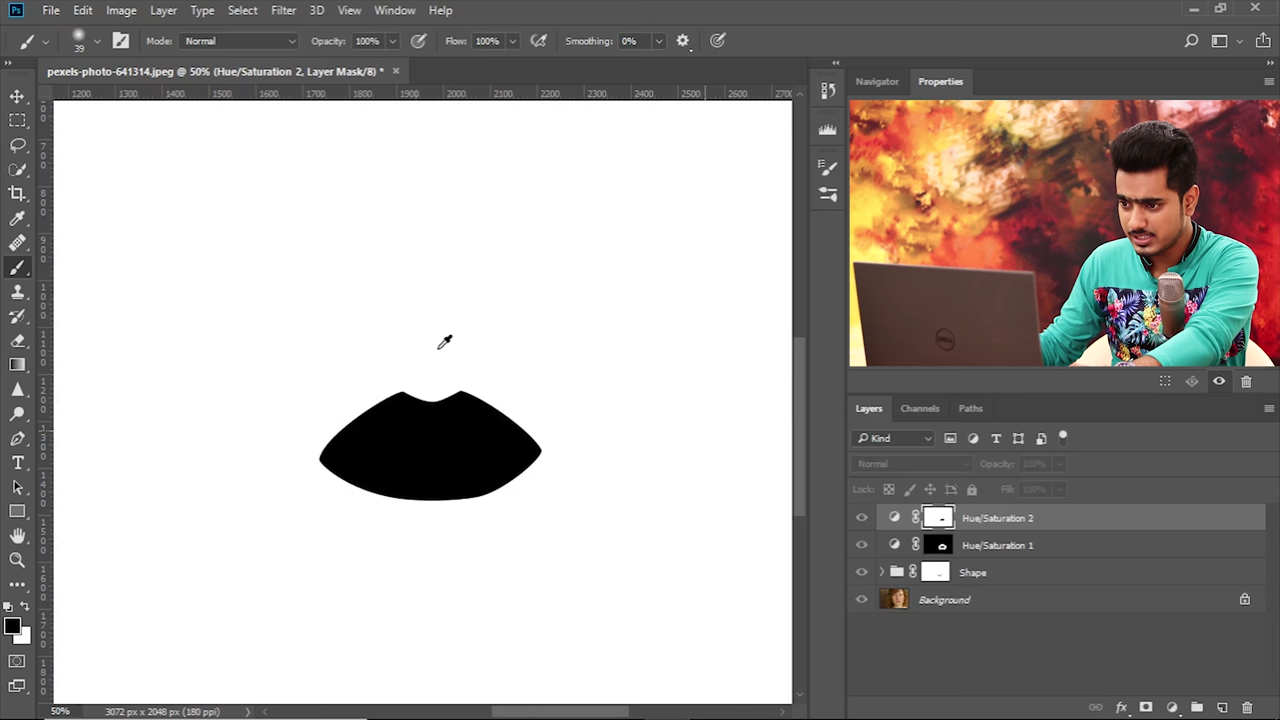 Ps File Edit Image Layer Type Select Filter 3D View Window Help
39 Mode: Normal Opacity: 100% Flow: 100% Smoothing: 0%
pexels-photo-641314.jpeg @ 50% (Hue/Saturation 2, Layer Mask/8) *
1200 1300 1400 1500 1600 1700 1800 1900 2000 2100 2200 2300 2400 2500 2600 2700
Navigator Properties
DELL
Layers Channels Paths
Kind
Normal Opacity: 100%
Lock: Fill: 100%
Hue/Saturation 2
Hue/Saturation 1
Shape
Background
50% 3072 px x 2048 px (180 ppi)